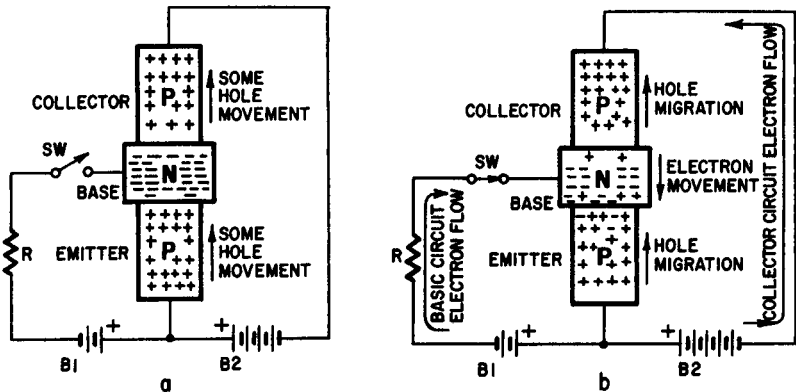 COLLECTOR
P
SOME
HOLE
MOVEMENT
SW
N
BASE
R
EMITTER
P
SOME
HOLE
MOVEMENT
B1
+
+
B2
a
COLLECTOR
P
HOLE
MIGRATION
COLLECTOR CIRCUIT ELECTRON FLOW
SW
N
BASE
ELECTRON
MOVEMENT
R
BASIC CIRCUIT
ELECTRON FLOW
EMITTER
P
HOLE
MIGRATION
B1
+
+
B2
b